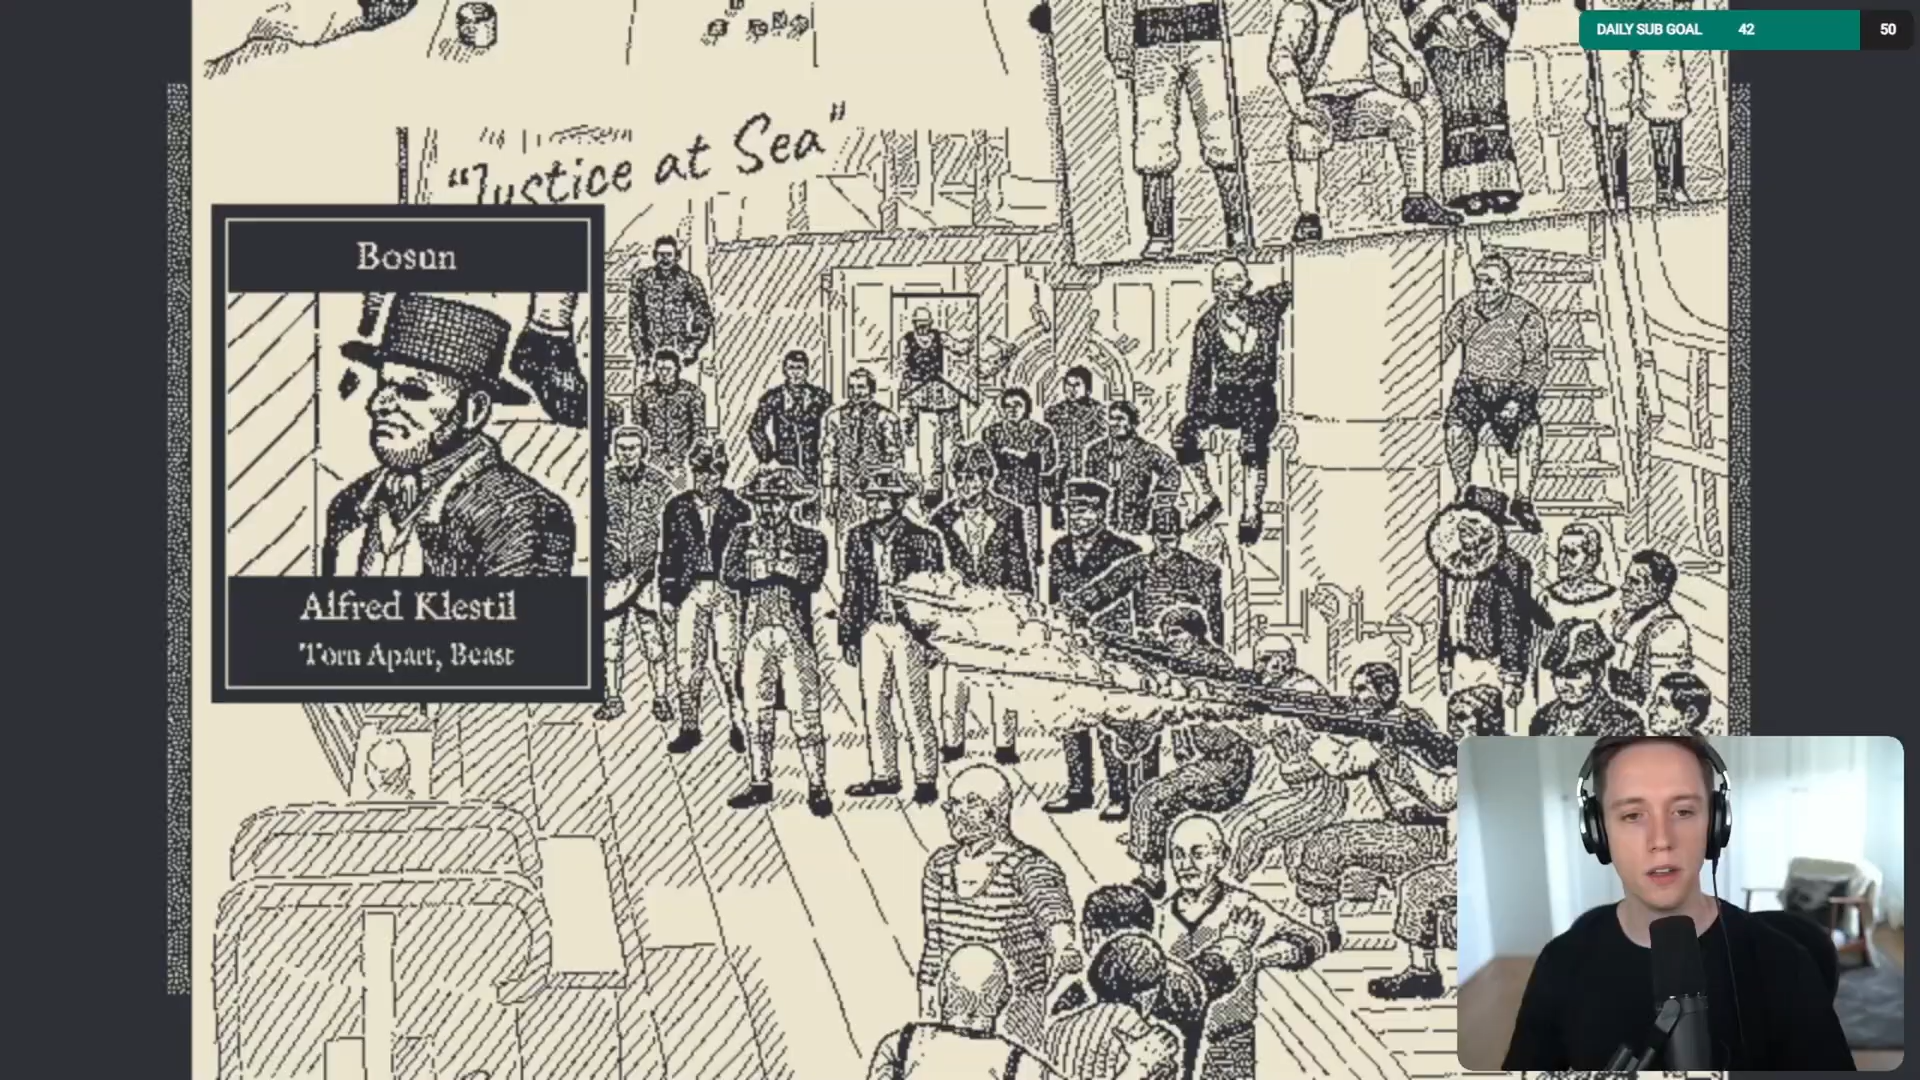 DAILY SUB GOAL 42 50
"Justice at Sea"
Bosun
Alfred Klestil
Torn Apart, Beast